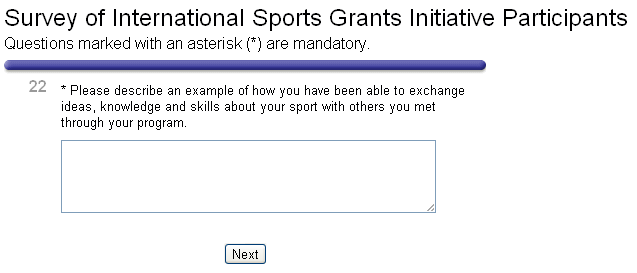 Survey of International Sports Grants Initiative Participants
Questions marked with an asterisk (*) are mandatory.
22 * Please describe an example of how you have been able to exchange
ideas, knowledge and skills about your sport with others you met
through your program.
Next